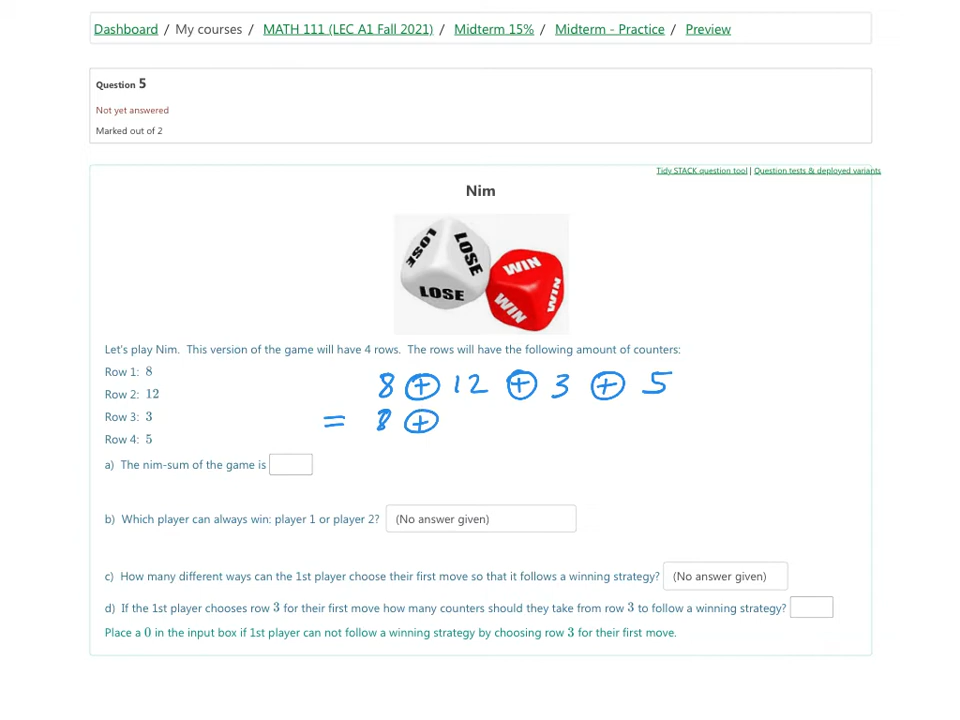 Dashboard / My courses / MATH 111 (LEC A1 Fall 2021) / Midterm 15% / Midterm - Practice / Preview
Question 5
Not yet answered
Marked out of 2
Tidy STACK question tool | Question tests & deployed variants
Nim
LOSE LOSE LOSE WIN WIN WIN
Let's play Nim. This version of the game will have 4 rows. The rows will have the following amount of counters:
Row 1: 8
8 ⊕ 12 ⊕ 3 ⊕ 5
Row 2: 12
Row 3: 3
= 8 ⊕
Row 4: 5
a) The nim-sum of the game is
b) Which player can always win: player 1 or player 2? (No answer given)
c) How many different ways can the 1st player choose their first move so that it follows a winning strategy? (No answer given)
d) If the 1st player chooses row 3 for their first move how many counters should they take from row 3 to follow a winning strategy?
Place a 0 in the input box if 1st player can not follow a winning strategy by choosing row 3 for their first move.